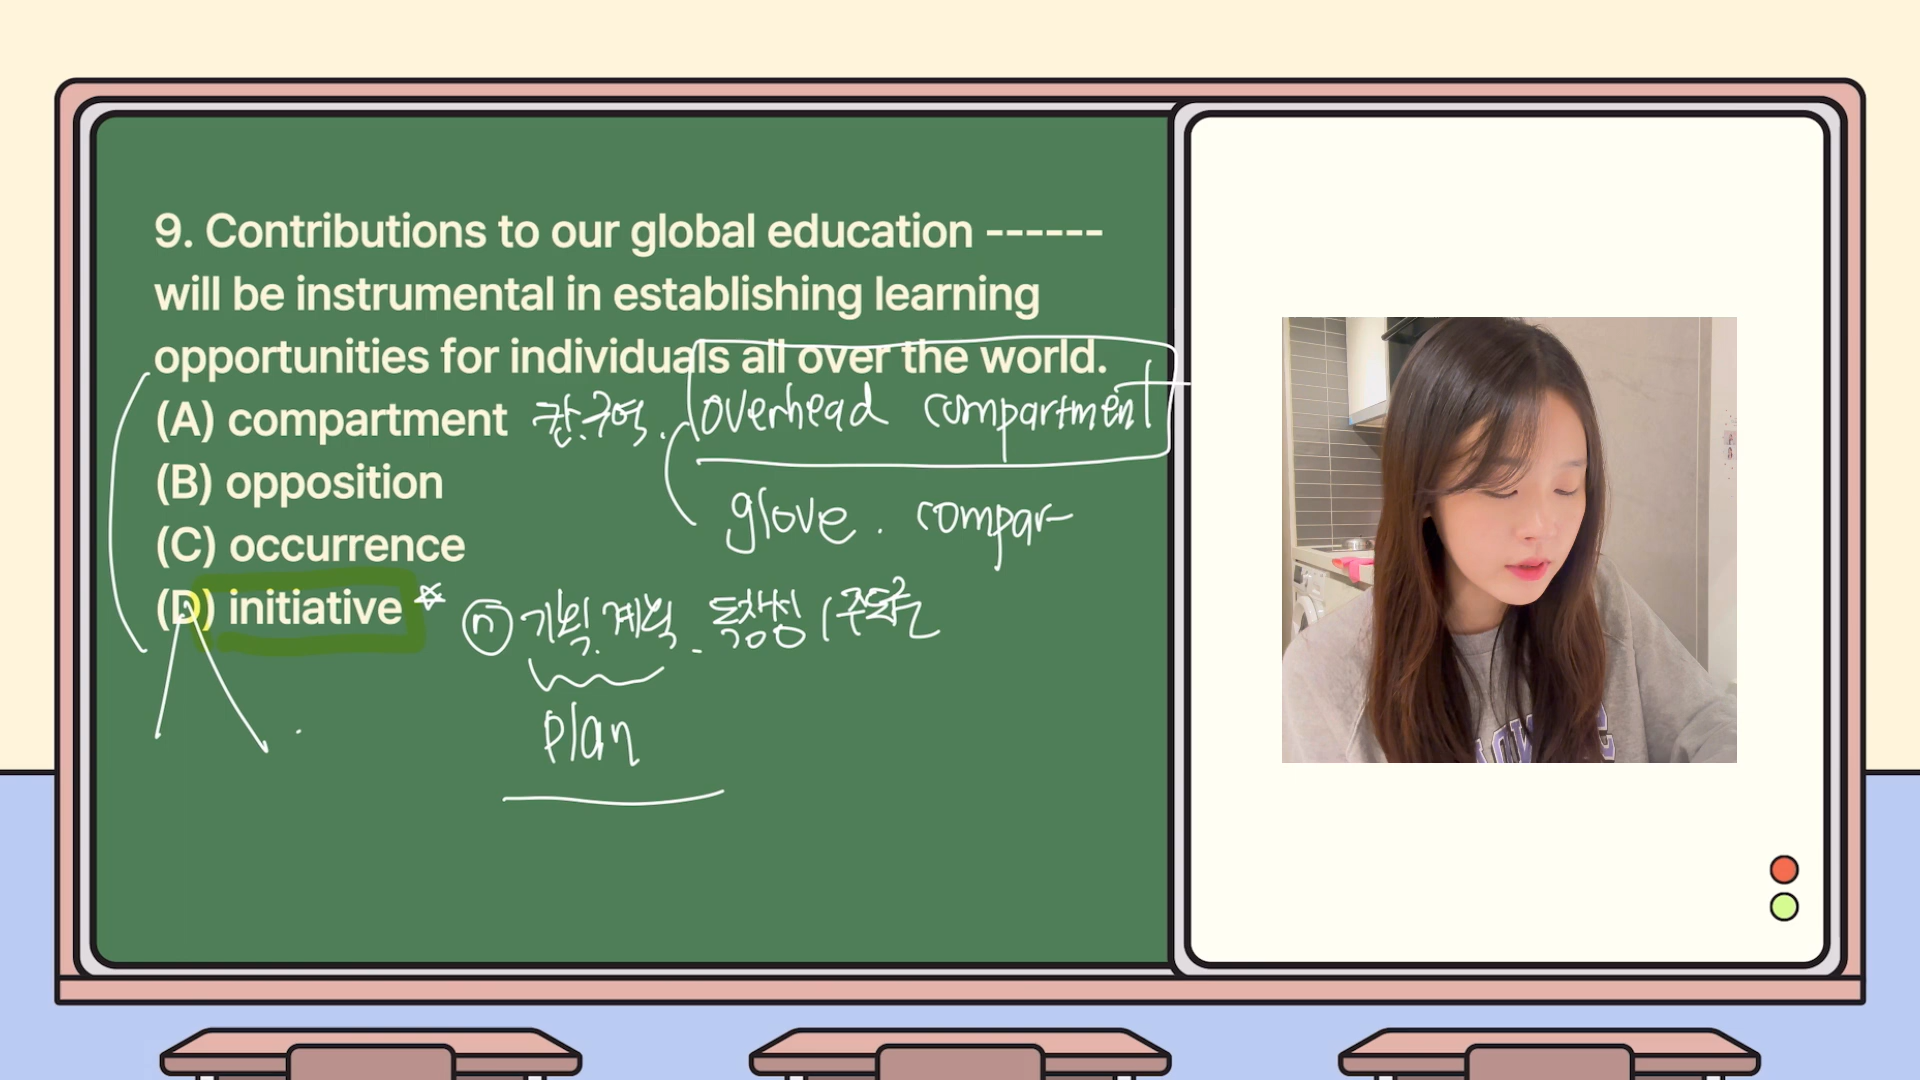 9. Contributions to our global education ------
will be instrumental in establishing learning
opportunities for individuals all over the world.
(A) compartment 칸.구역. overhead compartment
(B) opposition
glove. compar-
(C) occurrence
(D) initiative ☆ ⓝ 기획.계획. 독창성 / 주도권
plan